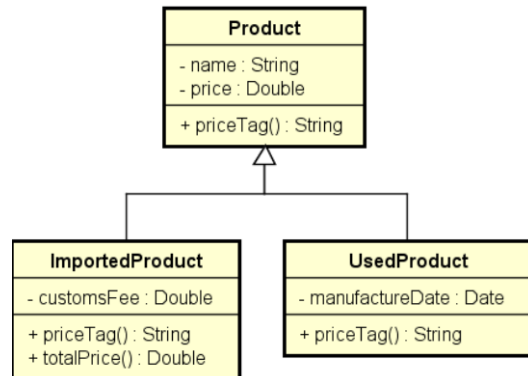 Product
- name : String
- price : Double
+ priceTag() : String
ImportedProduct
- customsFee : Double
+ priceTag() : String
+ totalPrice() : Double
UsedProduct
- manufactureDate : Date
+ priceTag() : String